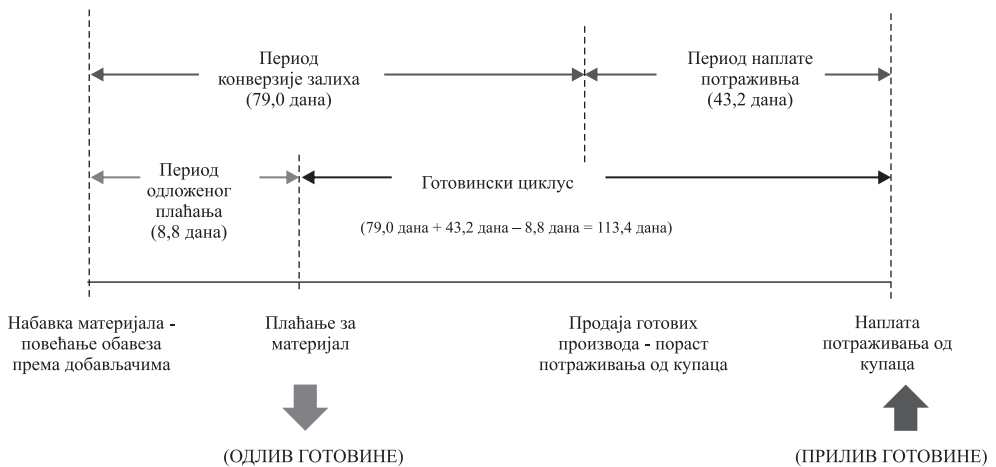 Период
конверзије залиха
(79,0 дана)
Период наплате
потраживња
(43,2 дана)
Период
одложеног
плаћања
(8,8 дана)
Готовински циклус
(79,0 дана + 43,2 дана – 8,8 дана = 113,4 дана)
Набавка материјала -
повећање обавеза
према добављачима
Плаћање за
материјал
Продаја готових
производа - пораст
потраживања од купаца
Наплата
потраживања од
купаца
(ОДЛИВ ГОТОВИНЕ)
(ПРИЛИВ ГОТОВИНЕ)